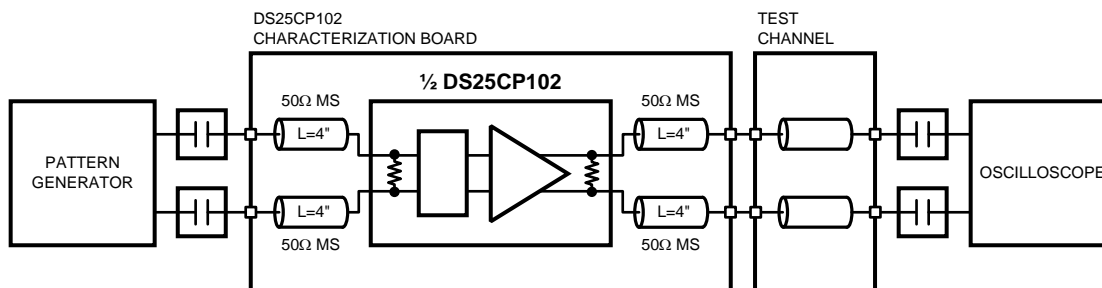 DS25CP102
CHARACTERIZATION BOARD
TEST
CHANNEL
½ DS25CP102
50Ω MS
50Ω MS
L=4"
L=4"
PATTERN
GENERATOR
OSCILLOSCOPE
L=4"
L=4"
50Ω MS
50Ω MS